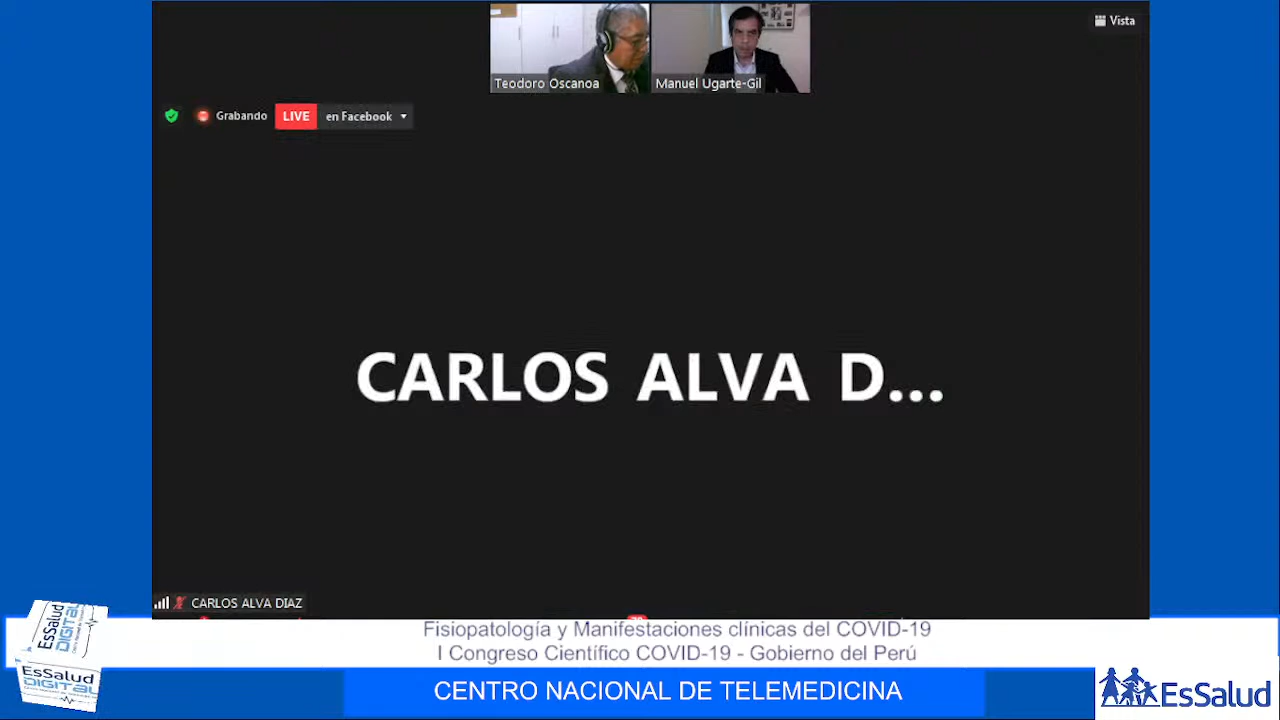 Vista
Teodoro Oscanoa
Manuel Ugarte-Gil
Grabando
LIVE
en Facebook
CARLOS ALVA D...
CARLOS ALVA DIAZ
Fisiopatología y Manifestaciones clínicas del COVID-19
I Congreso Científico COVID-19 - Gobierno del Perú
CENTRO NACIONAL DE TELEMEDICINA
EsSalud
DIGITAL
EsSalud
DIGITAL
EsSalud